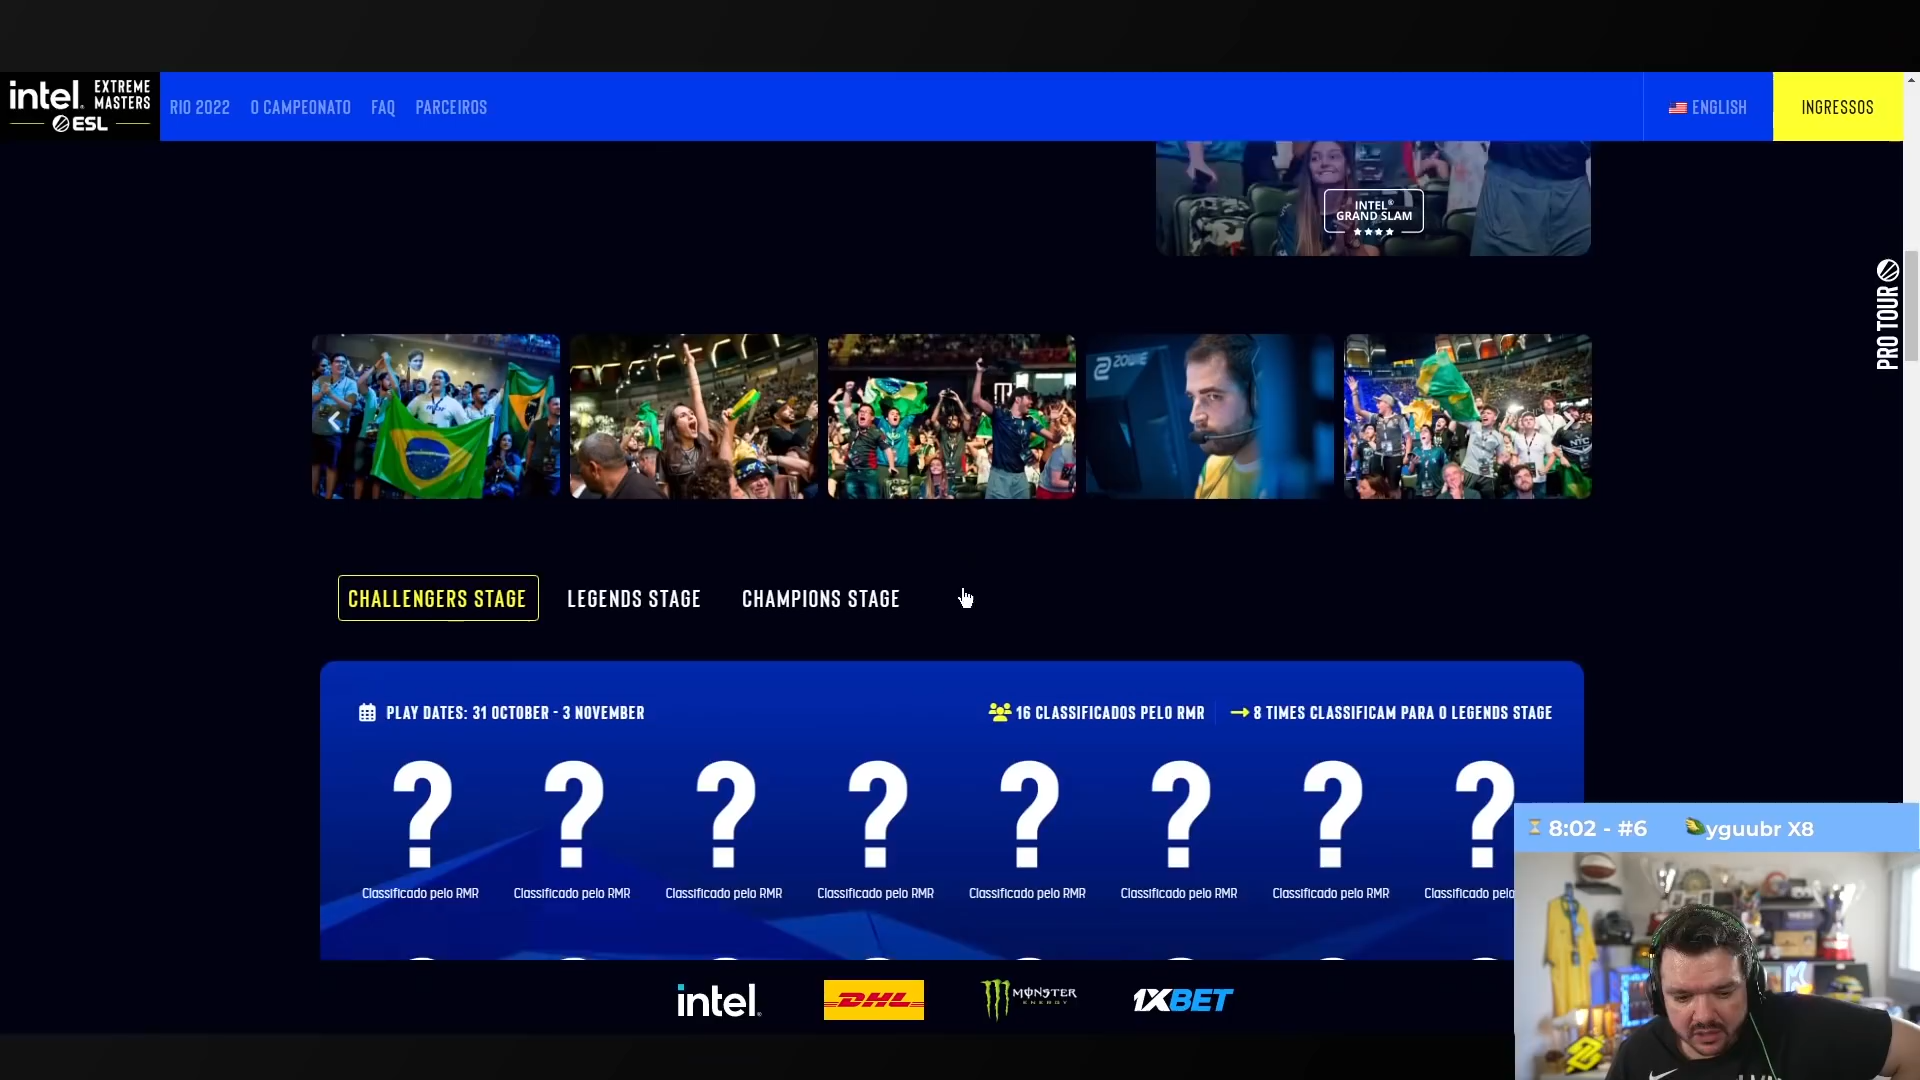 intel. EXTREME MASTERS
ESL
RIO 2022 O CAMPEONATO FAQ PARCEIROS
ENGLISH
INGRESSOS
INTEL®
GRAND SLAM
PRO TOUR
ZOWIE
CHALLENGERS STAGE LEGENDS STAGE CHAMPIONS STAGE
PLAY DATES: 31 OCTOBER - 3 NOVEMBER
16 CLASSIFICADOS PELO RMR
8 TIMES CLASSIFICAM PARA O LEGENDS STAGE
? ? ? ? ? ? ? ?
Classificado pelo RMR Classificado pelo RMR Classificado pelo RMR Classificado pelo RMR Classificado pelo RMR Classificado pelo RMR Classificado pelo RMR Classificado pelo
8:02 - #6 yguubr X8
intel. DHL MONSTER ENERGY 1XBET